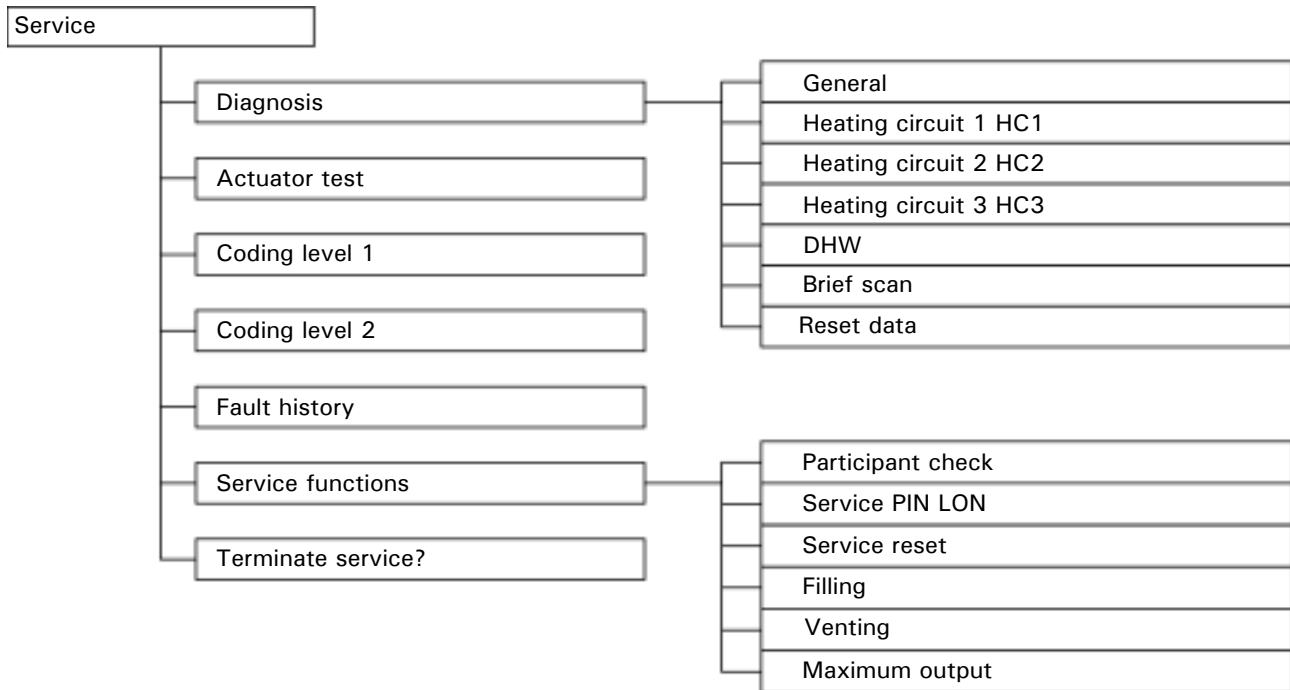 Service
Diagnosis
Actuator test
Coding level 1
Coding level 2
Fault history
Service functions
Terminate service?
General
Heating circuit 1 HC1
Heating circuit 2 HC2
Heating circuit 3 HC3
DHW
Brief scan
Reset data
Participant check
Service PIN LON
Service reset
Filling
Venting
Maximum output